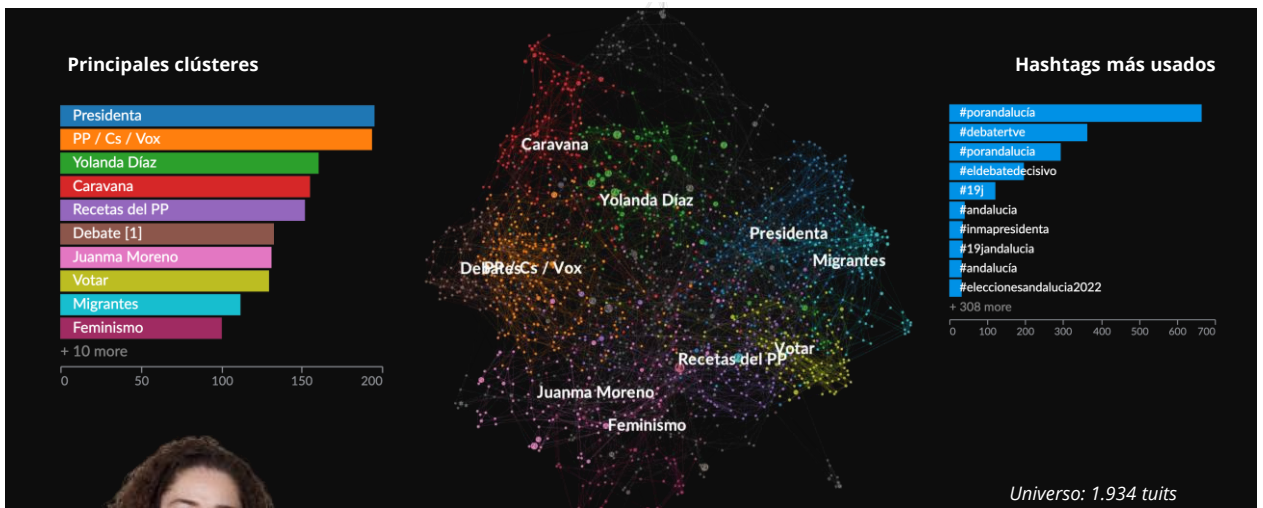 Principales clústeres
Presidenta
PP / Cs / Vox
Yolanda Díaz
Caravana
Recetas del PP
Debate [1]
Juanma Moreno
Votar
Migrantes
Feminismo
+ 10 more
0 50 100 150 200
Caravana
Yolanda Díaz
Presidenta
Migrantes
Debates
PP / Cs / Vox
Votar
Recetas del PP
Juanma Moreno
Feminismo
Hashtags más usados
#porandalucía
#debatertve
#porandalucia
#eldebatedecisivo
#19j
#andalucia
#inmapresidenta
#19jandalucia
#andalucía
#eleccionesandalucia2022
+ 308 more
0 100 200 300 400 500 600 700
Universo: 1.934 tuits